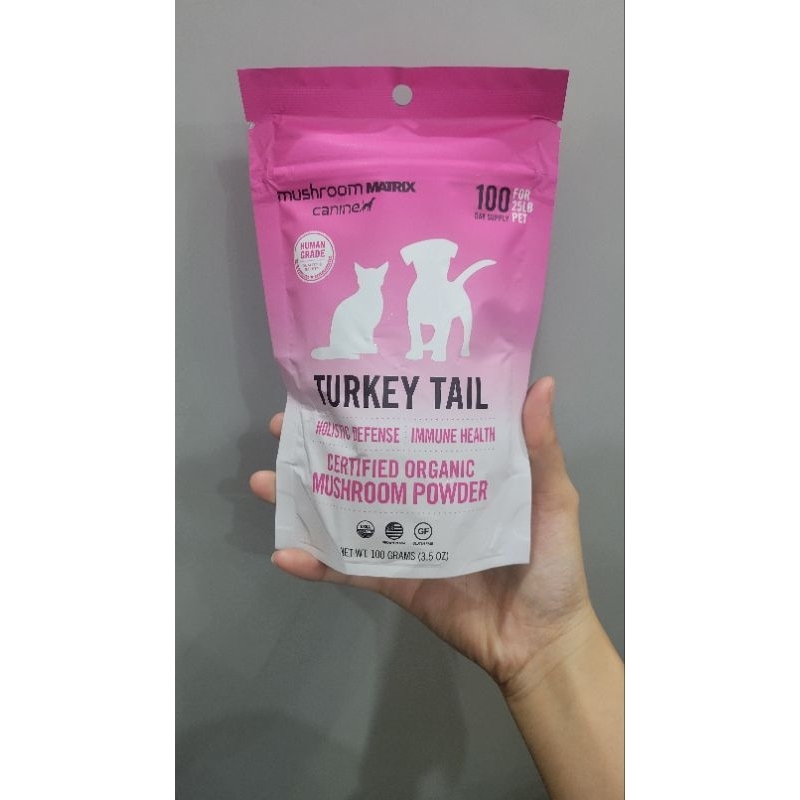 mushroom MATRIX
canine
100 FOR 25LB PET
DAY SUPPLY
HUMAN
GRADE
TURKEY TAIL
HOLISTIC DEFENSE IMMUNE HEALTH
CERTIFIED ORGANIC
MUSHROOM POWDER
GF
NET WT. 100 GRAMS (3.5 OZ)